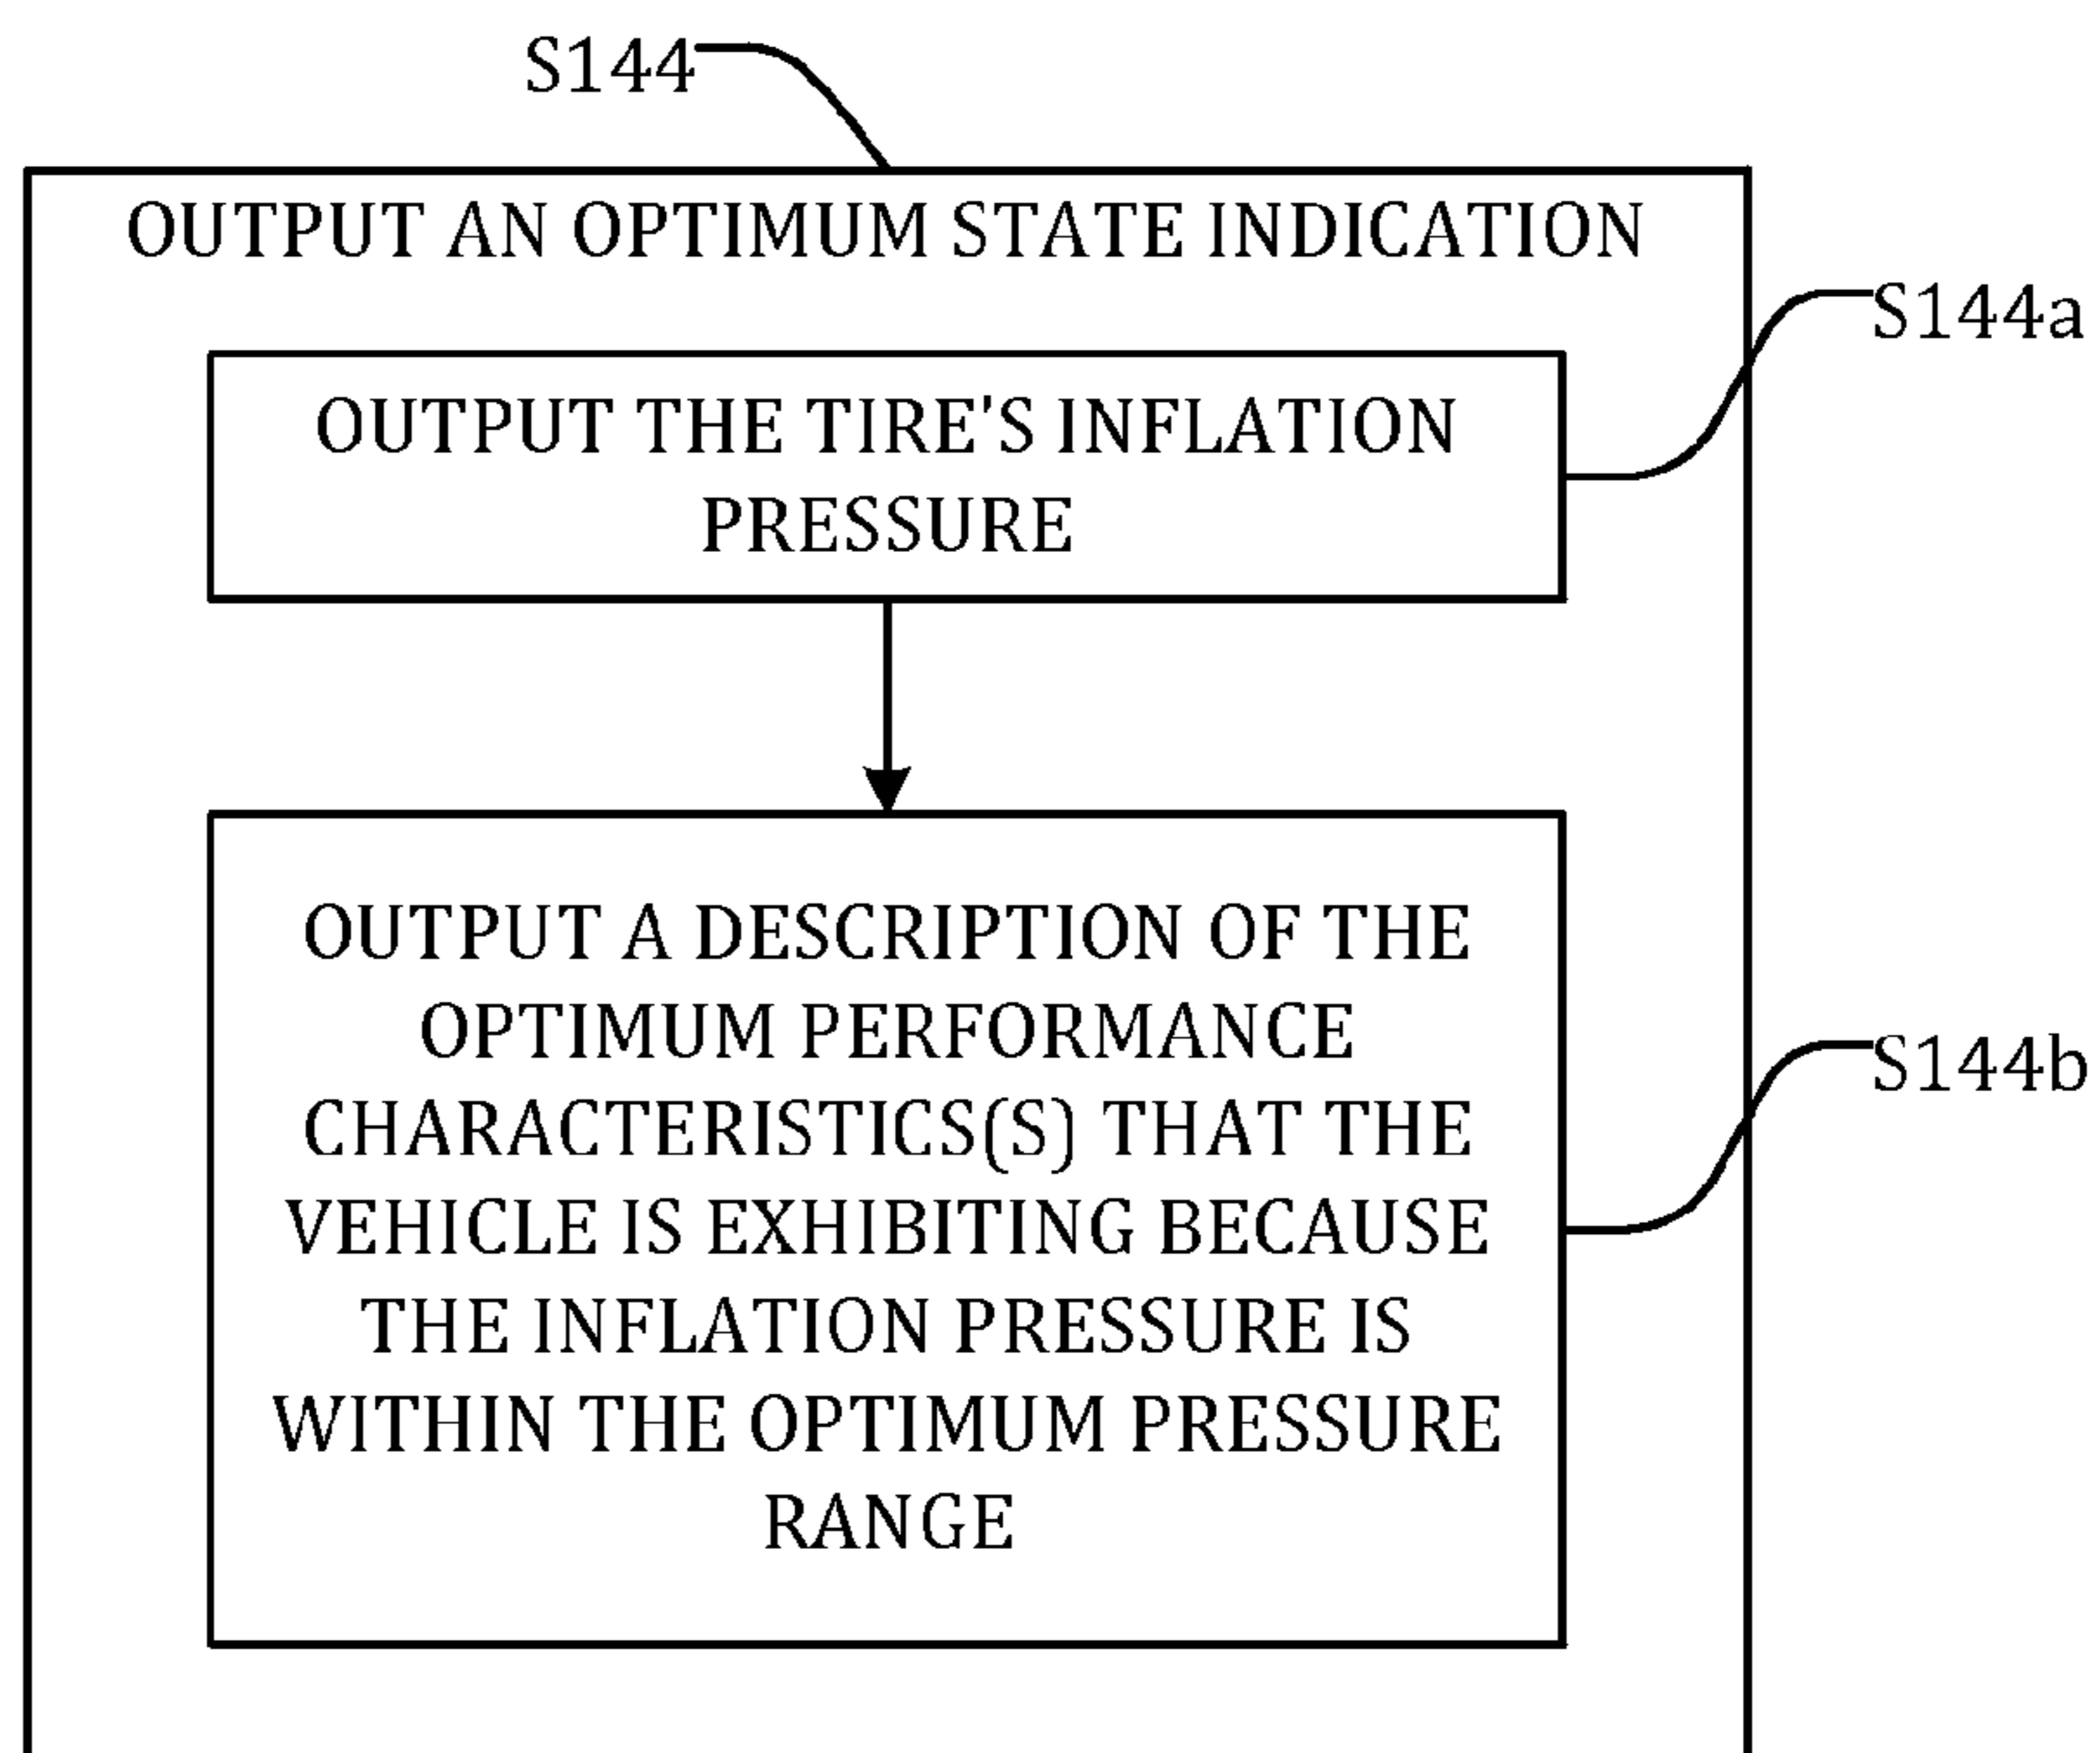 S144
OUTPUT AN OPTIMUM STATE INDICATION
S144a
OUTPUT THE TIRE'S INFLATION
PRESSURE
OUTPUT A DESCRIPTION OF THE
OPTIMUM PERFORMANCE
CHARACTERISTICS(S) THAT THE
VEHICLE IS EXHIBITING BECAUSE
THE INFLATION PRESSURE IS
WITHIN THE OPTIMUM PRESSURE
RANGE
S144b